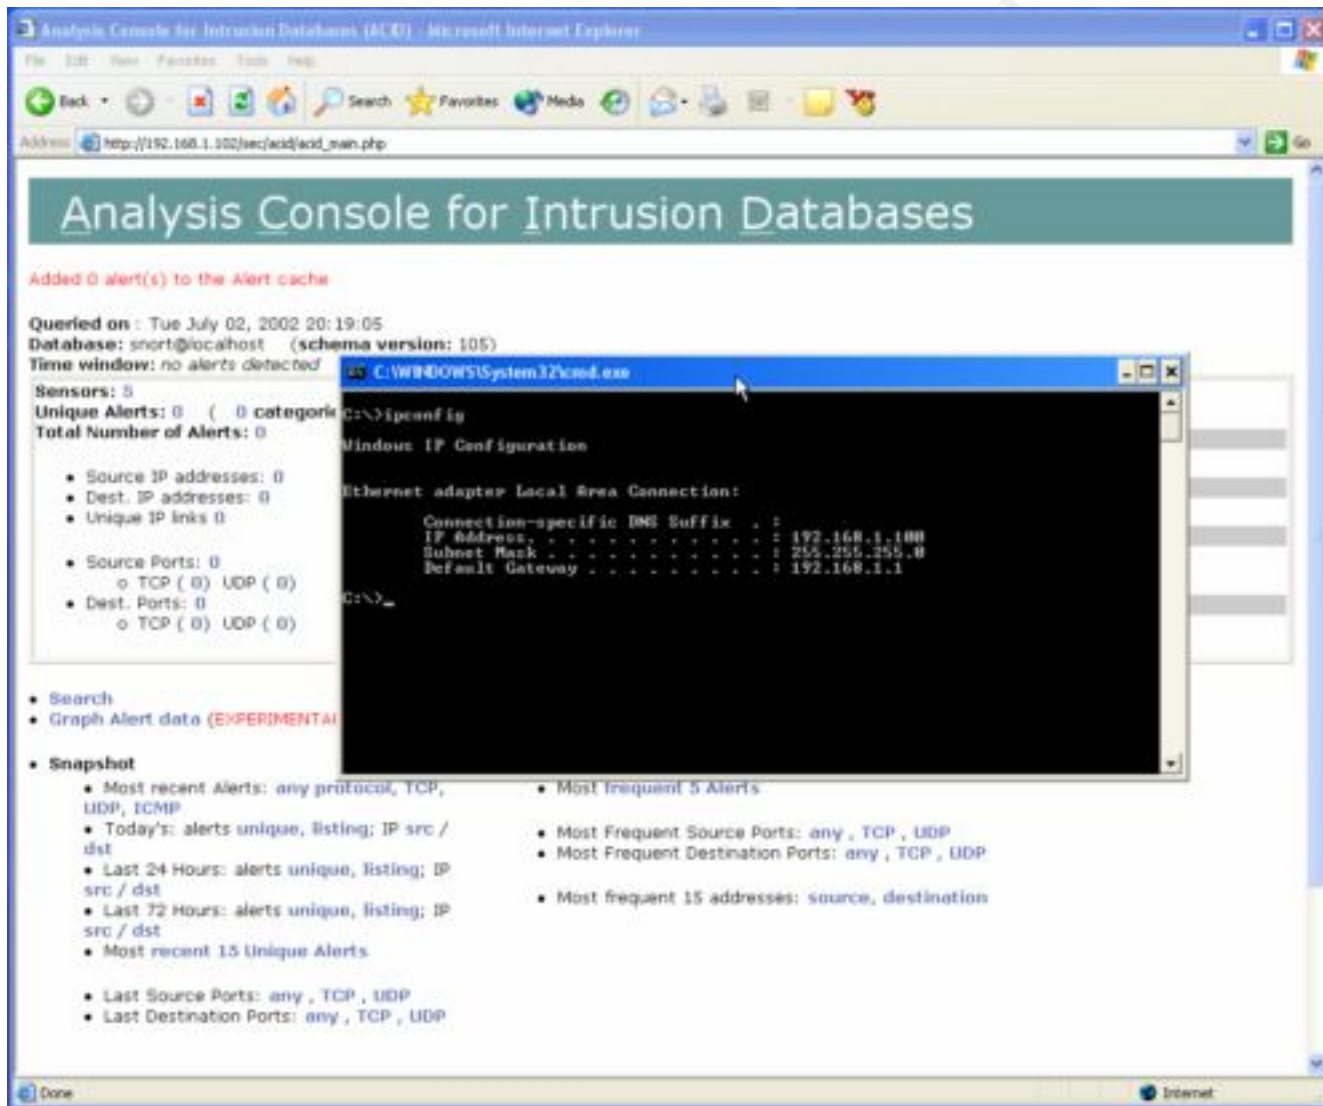 Analysis Console for Intrusion Databases (ACID) - Microsoft Internet Explorer
File Edit View Favorites Tools Help
Back Search Favorites Media
Address http://192.168.1.102/sec/acid/acid_main.php Go
Analysis Console for Intrusion Databases
Added 0 alert(s) to the Alert cache
Queried on : Tue July 02, 2002 20:19:05
Database: snort@localhost (schema version: 105)
Time window: no alerts detected
Sensors: 5
Unique Alerts: 0 ( 0 categorie
Total Number of Alerts: 0
• Source IP addresses: 0
• Dest. IP addresses: 0
• Unique IP links 0
• Source Ports: 0
o TCP ( 0) UDP ( 0)
• Dest. Ports: 0
o TCP ( 0) UDP ( 0)
C:\WINDOWS\System32\cmd.exe
C:\>ipconfig
Windows IP Configuration
Ethernet adapter Local Area Connection:
Connection-specific DNS Suffix . :
IP Address. . . . . . . . . . . . : 192.168.1.100
Subnet Mask . . . . . . . . . . . : 255.255.255.0
Default Gateway . . . . . . . . . : 192.168.1.1
C:\>_
• Search
• Graph Alert data (EXPERIMENTAL
• Snapshot
• Most recent Alerts: any protocol, TCP,
UDP, ICMP
• Today's: alerts unique, listing; IP src /
dst
• Last 24 Hours: alerts unique, listing; IP
src / dst
• Last 72 Hours: alerts unique, listing; IP
src / dst
• Most recent 15 Unique Alerts
• Last Source Ports: any , TCP , UDP
• Last Destination Ports: any , TCP , UDP
• Most frequent 5 Alerts
• Most Frequent Source Ports: any , TCP , UDP
• Most Frequent Destination Ports: any , TCP , UDP
• Most frequent 15 addresses: source, destination
Done
Internet